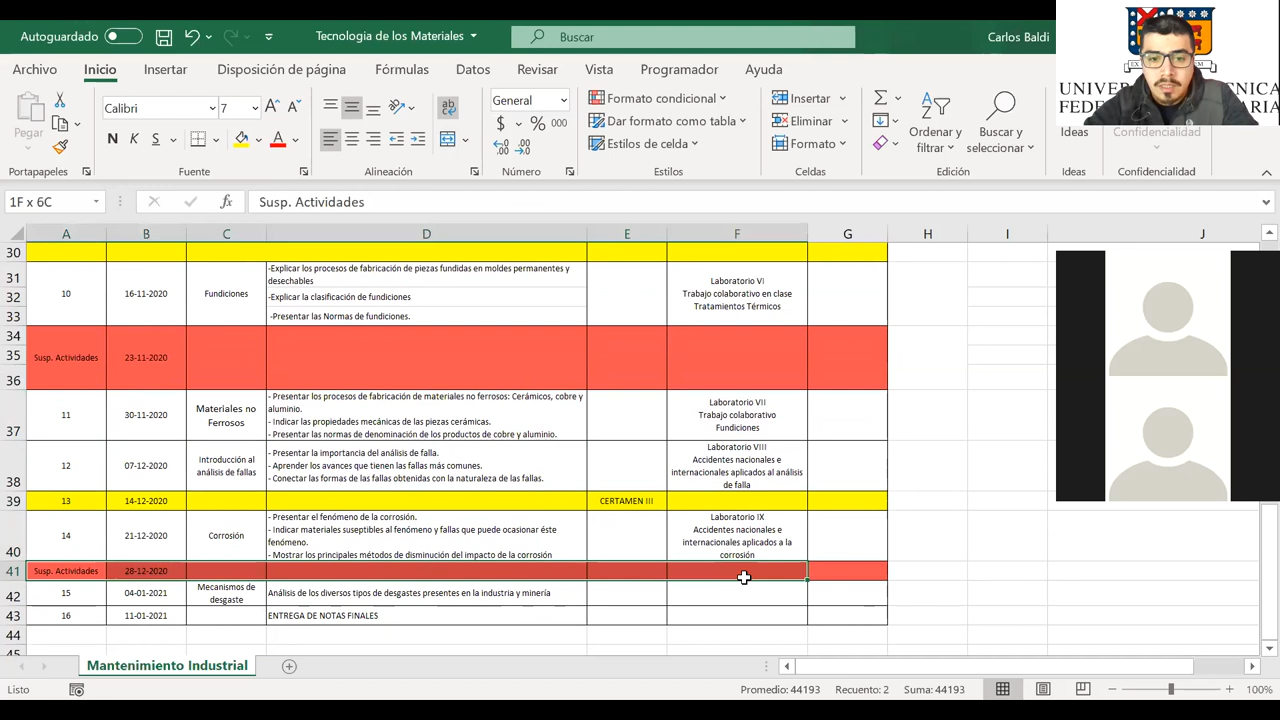 Autoguardado
Tecnologia de los Materiales
Buscar
Carlos Baldi
Archivo Inicio Insertar Disposición de página Fórmulas Datos Revisar Vista Programador Ayuda
Pegar
Calibri 7
N K S
General
$ % 000
Formato condicional
Dar formato como tabla
Estilos de celda
Insertar
Eliminar
Formato
Ordenar y filtrar
Buscar y seleccionar
Ideas
Confidencialidad
Portapapeles Fuente Alineación Número Estilos Celdas Edición Ideas Confidencialidad
1F x 6C
fx
Susp. Actividades
A B C D E F G H I J
30
31
32
33
10
16-11-2020
Fundiciones
-Explicar los procesos de fabricación de piezas fundidas en moldes permanentes y
desechables
-Explicar la clasificación de fundiciones
-Presentar las Normas de fundiciones.
Laboratorio VI
Trabajo colaborativo en clase
Tratamientos Térmicos
34
35
36
Susp. Actividades
23-11-2020
37
11
30-11-2020
Materiales no
Ferrosos
- Presentar los procesos de fabricación de materiales no ferrosos: Cerámicos, cobre y
aluminio.
- Indicar las propiedades mecánicas de las piezas cerámicas.
- Presentar las normas de denominación de los productos de cobre y aluminio.
Laboratorio VII
Trabajo colaborativo
Fundiciones
38
12
07-12-2020
Introducción al
análisis de fallas
- Presentar la importancia del análisis de falla.
- Aprender los avances que tienen las fallas más comunes.
- Conectar las formas de las fallas obtenidas con la naturaleza de las fallas.
Laboratorio VIII
Accidentes nacionales e
internacionales aplicados al análisis
de falla
39
13
14-12-2020
CERTAMEN III
40
14
21-12-2020
Corrosión
- Presentar el fenómeno de la corrosión.
- Indicar materiales suseptibles al fenómeno y fallas que puede ocasionar éste
fenómeno.
- Mostrar los principales métodos de disminución del impacto de la corrosión
Laboratorio IX
Accidentes nacionales e
internacionales aplicados a la
corrosión
41
Susp. Actividades
28-12-2020
42
15
04-01-2021
Mecanismos de
desgaste
Análisis de los diversos tipos de desgastes presentes en la industria y minería
43
16
11-01-2021
ENTREGA DE NOTAS FINALES
44
45
Mantenimiento Industrial
Listo
Promedio: 44193 Recuento: 2 Suma: 44193
100%